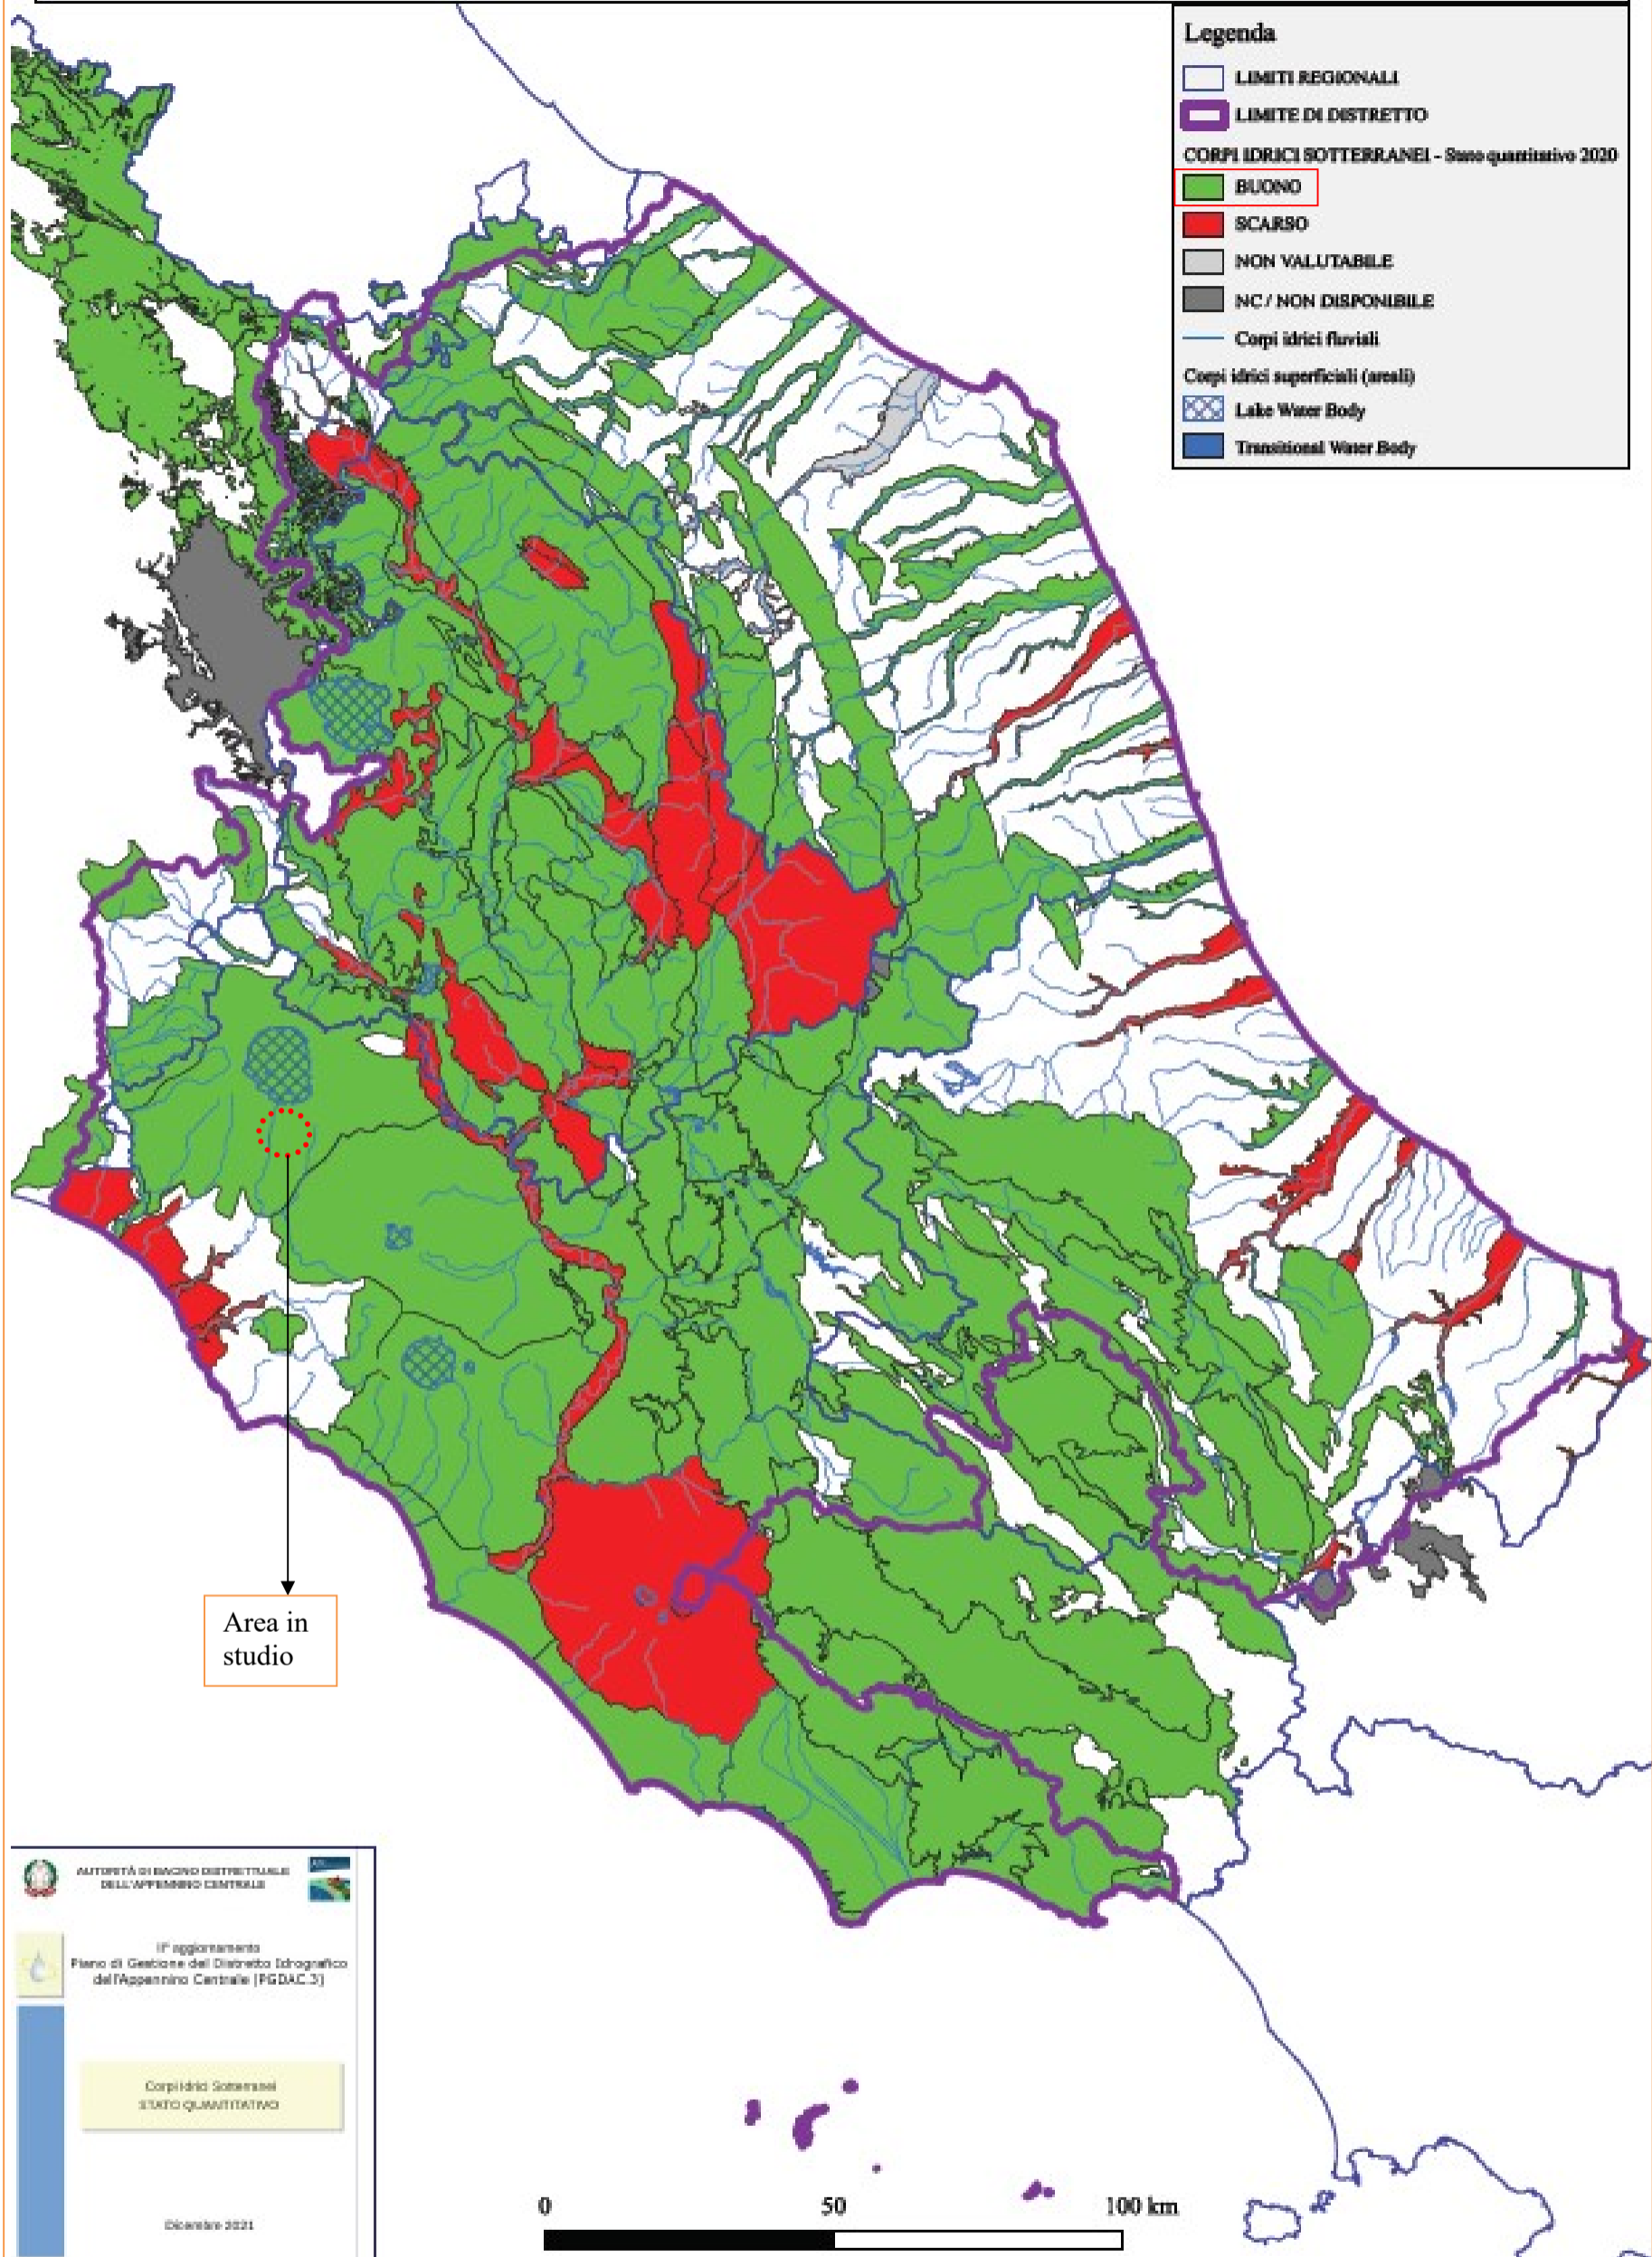 Legenda
LIMITI REGIONALI
LIMITE DI DISTRETTO
CORPI IDRICI SOTTERRANEI - Stato quantitativo 2020
BUONO
SCARSO
NON VALUTABILE
NC / NON DISPONIBILE
Corpi idrici fluviali
Corpi idrici superficiali (areali)
Lake Water Body
Transitional Water Body
Area in
studio
AUTORITÀ DI BACINO DISTRETTUALE
DELL'APPENNINO CENTRALE
II° aggiornamento
Piano di Gestione del Distretto Idrografico
dell'Appennino Centrale (PGDAC.3)
Corpi Idrici Sotterranei
STATO QUANTITATIVO
Dicembre 2021
0 50 100 km